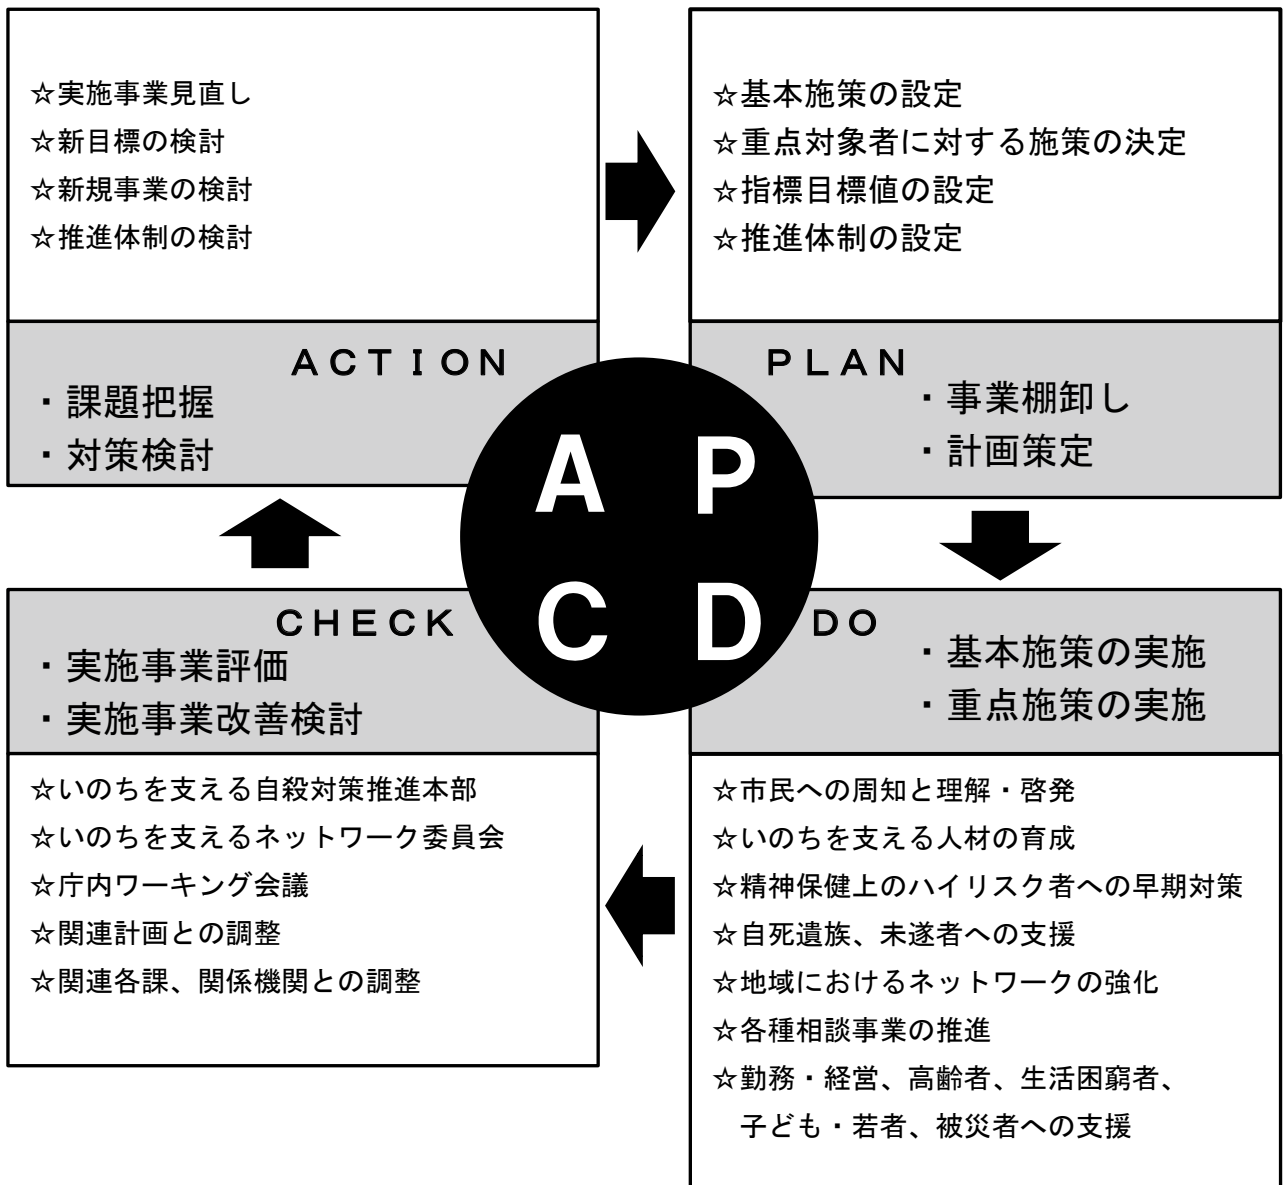 ☆実施事業見直し
☆新目標の検討
☆新規事業の検討
☆推進体制の検討
ＡＣＴＩＯＮ
・課題把握
・対策検討
☆基本施策の設定
☆重点対象者に対する施策の決定
☆指標目標値の設定
☆推進体制の設定
ＰＬＡＮ
・事業棚卸し
・計画策定
A P
C D
ＣＨＥＣＫ
・実施事業評価
・実施事業改善検討
☆いのちを支える自殺対策推進本部
☆いのちを支えるネットワーク委員会
☆庁内ワーキング会議
☆関連計画との調整
☆関連各課、関係機関との調整
ＤＯ
・基本施策の実施
・重点施策の実施
☆市民への周知と理解・啓発
☆いのちを支える人材の育成
☆精神保健上のハイリスク者への早期対策
☆自死遺族、未遂者への支援
☆地域におけるネットワークの強化
☆各種相談事業の推進
☆勤務・経営、高齢者、生活困窮者、
子ども・若者、被災者への支援